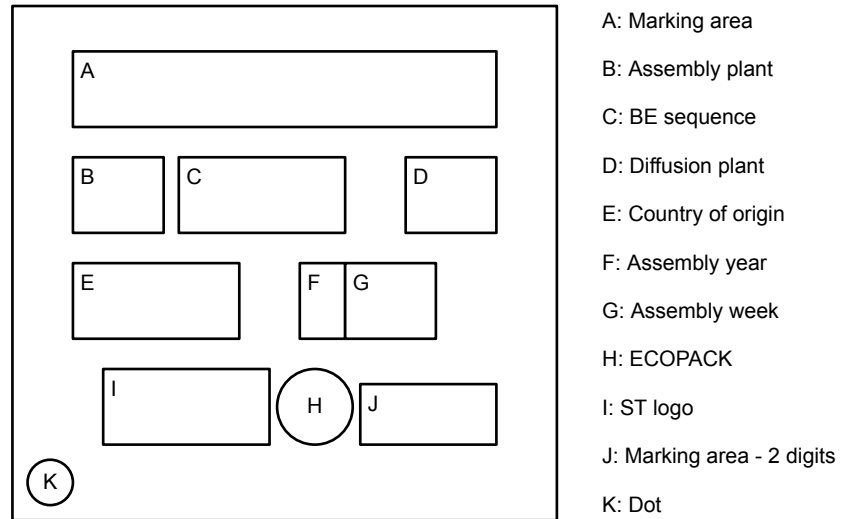 A
B C D
E F G
I H J
K
A: Marking area
B: Assembly plant
C: BE sequence
D: Diffusion plant
E: Country of origin
F: Assembly year
G: Assembly week
H: ECOPACK
I: ST logo
J: Marking area - 2 digits
K: Dot